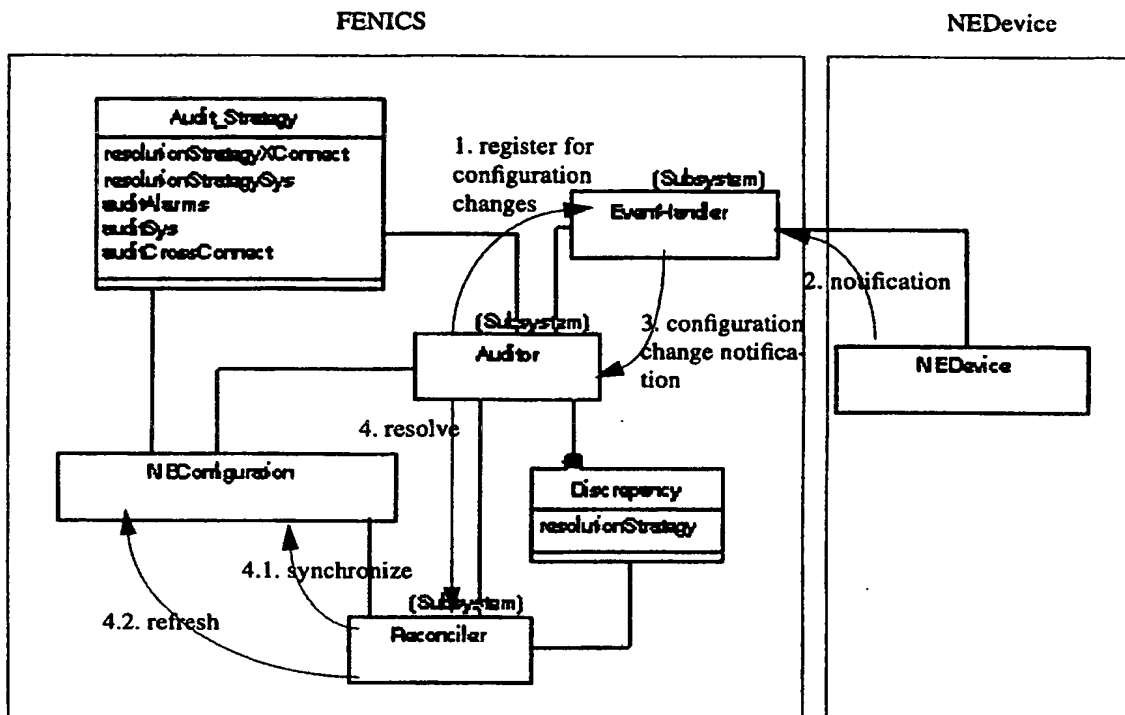 FENICS
NEDevice
Audit_Strategy
resolutionStrategyXConnect
resolutionStrategySys
auditAlarms
auditSys
auditCrossConnect
1. register for
configuration
changes
(Subsystem)
EventHandler
2. notification
(Subsystem)
Auditor
3. configuration
change notifica-
tion
NEDevice
4. resolve
NEConfiguration
Discrepancy
resolutionStrategy
4.1. synchronize
4.2. refresh
(Subsystem)
Reconciler